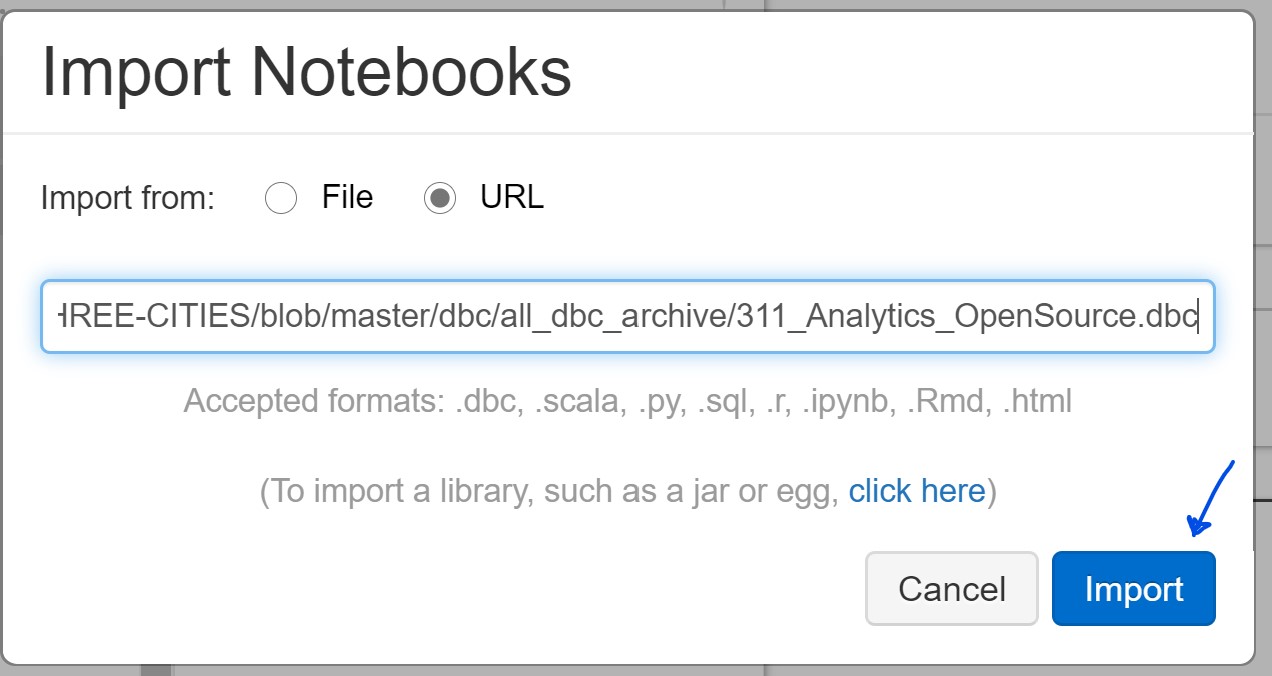 Import Notebooks
Import from: File URL
HREE-CITIES/blob/master/dbc/all_dbc_archive/311_Analytics_OpenSource.dbc
Accepted formats: .dbc, .scala, .py, .sql, .r, .ipynb, .Rmd, .html
(To import a library, such as a jar or egg, click here)
Cancel Import